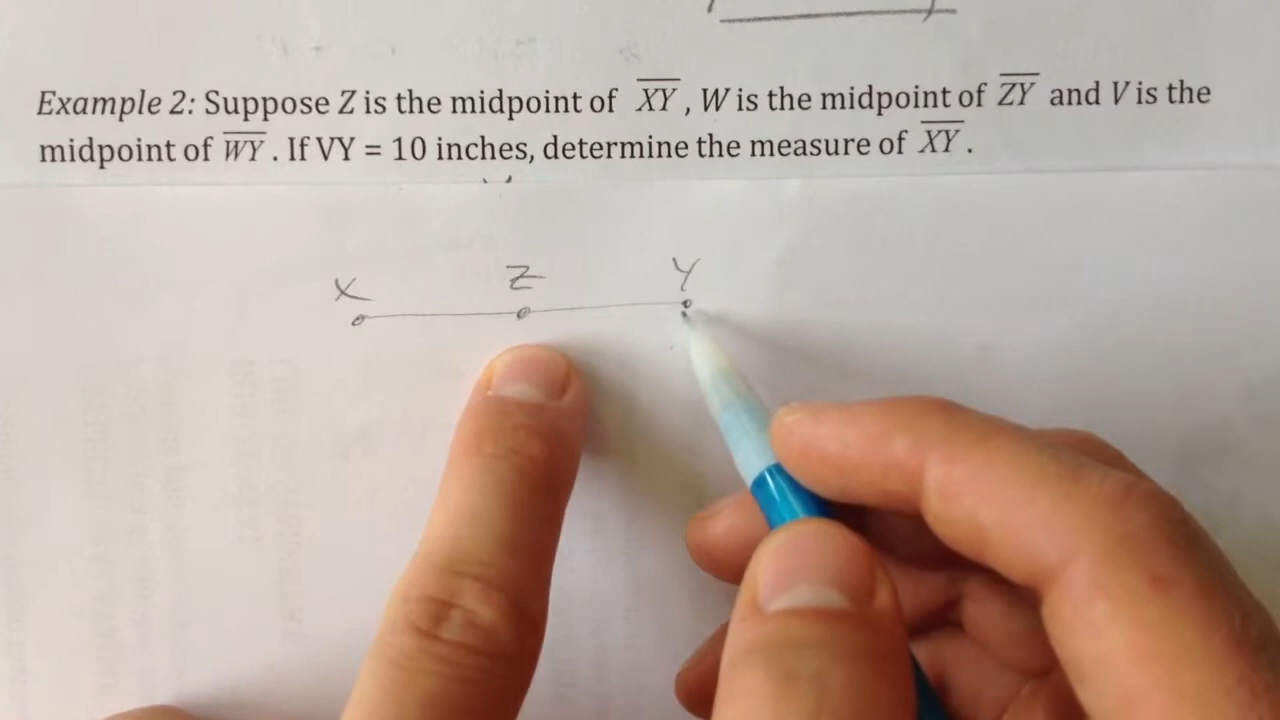 Example 2: Suppose Z is the midpoint of XY, W is the midpoint of ZY and V is the
midpoint of WY. If VY = 10 inches, determine the measure of XY.
X Z Y